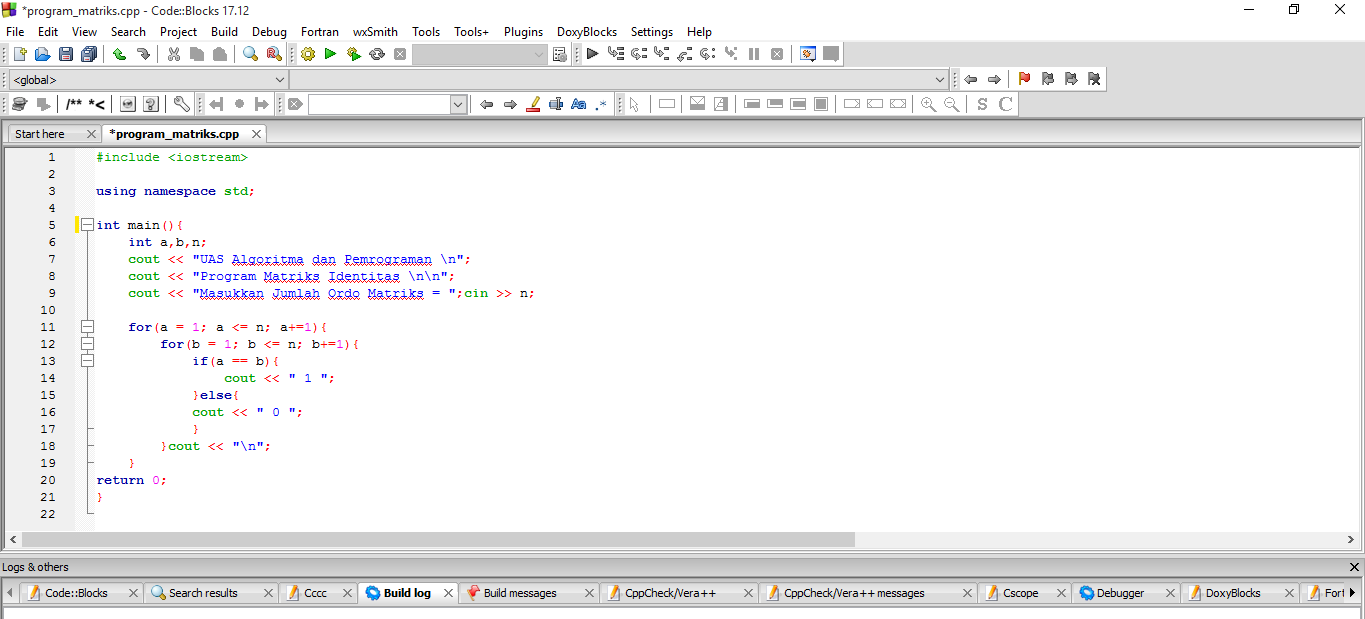 *program_matriks.cpp - Code::Blocks 17.12
File Edit View Search Project Build Debug Fortran wxSmith Tools Tools+ Plugins DoxyBlocks Settings Help
<global>
/** *<
Start here *program_matriks.cpp
1 #include <iostream>
2
3 using namespace std;
4
5 int main(){
6 int a,b,n;
7 cout << "UAS Algoritma dan Pemrograman \n";
8 cout << "Program Matriks Identitas \n\n";
9 cout << "Masukkan Jumlah Ordo Matriks = ";cin >> n;
10
11 for(a = 1; a <= n; a+=1){
12 for(b = 1; b <= n; b+=1){
13 if(a == b){
14 cout << " 1 ";
15 }else{
16 cout << " 0 ";
17 }
18 }cout << "\n";
19 }
20 return 0;
21 }
22
Logs & others
Code::Blocks Search results Cccc Build log Build messages CppCheck/Vera++ CppCheck/Vera++ messages Cscope Debugger DoxyBlocks Fort